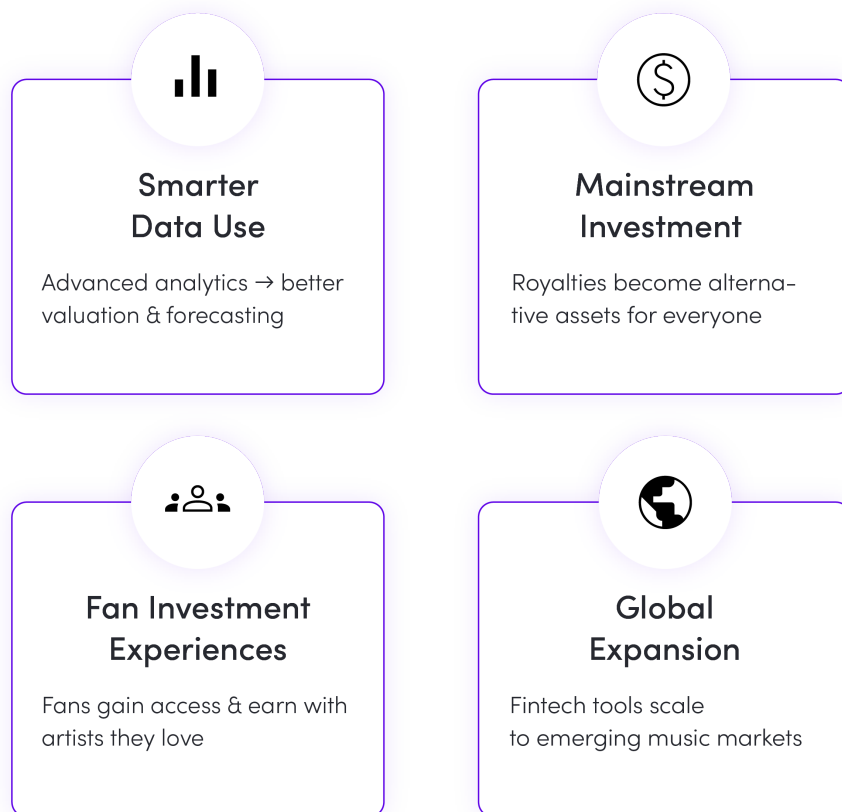 Smarter
Data Use
Advanced analytics → better
valuation & forecasting
Mainstream
Investment
Royalties become alterna-
tive assets for everyone
Fan Investment
Experiences
Fans gain access & earn with
artists they love
Global
Expansion
Fintech tools scale
to emerging music markets